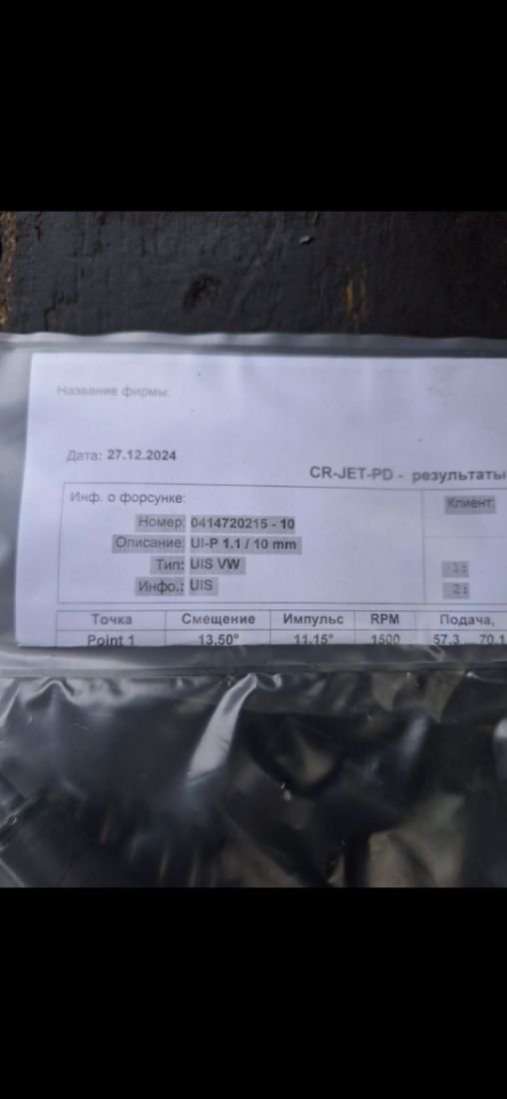 Название фирмы:
Дата: 27.12.2024
CR-JET-PD - результаты
Инф. о форсунке:
Клиент:
Номер: 0414720215 - 10
Описание: UI-P 1.1 / 10 mm
Тип: UIS VW
1:
Инфо.: UIS
2:
Точка Смещение Импульс RPM Подача,
Point 1 13.50° 11.15° 1500 57.3 ... 70.1